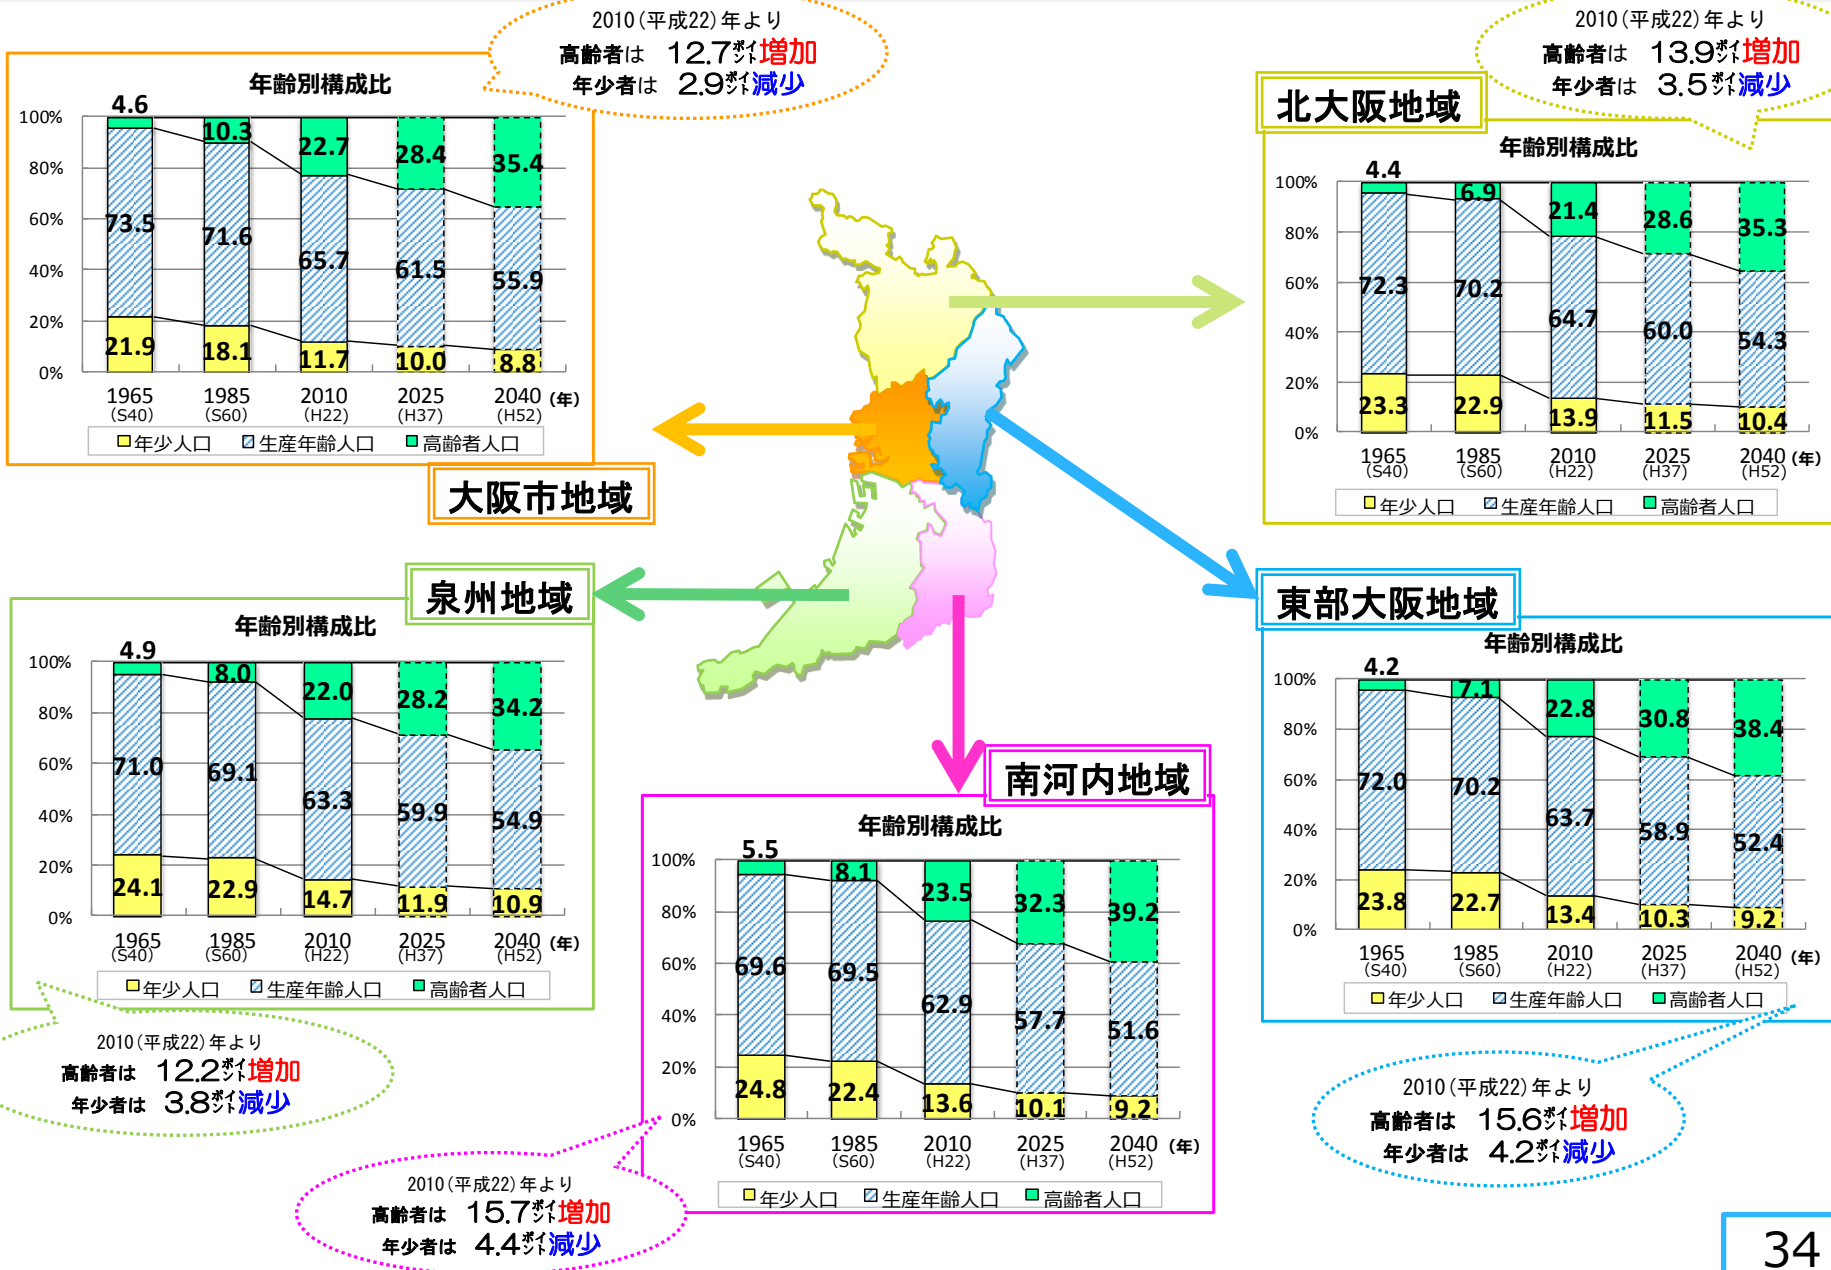 2010(平成22)年より
高齢者は 12.7ポイント増加
年少者は 2.9ポイント減少
年齢別構成比
4.6
10.3
22.7
28.4
35.4
73.5
71.6
65.7
61.5
55.9
21.9
18.1
11.7
10.0
8.8
100%
80%
60%
40%
20%
0%
1965 1985 2010 2025 2040 (年)
(S40) (S60) (H22) (H37) (H52)
年少人口 生産年齢人口 高齢者人口
大阪市地域
2010(平成22)年より
高齢者は 13.9ポイント増加
年少者は 3.5ポイント減少
北大阪地域
年齢別構成比
4.4
6.9
21.4
28.6
35.3
72.3
70.2
64.7
60.0
54.3
23.3
22.9
13.9
11.5
10.4
100%
80%
60%
40%
20%
0%
1965 1985 2010 2025 2040 (年)
(S40) (S60) (H22) (H37) (H52)
年少人口 生産年齢人口 高齢者人口
泉州地域
年齢別構成比
4.9
8.0
22.0
28.2
34.2
71.0
69.1
63.3
59.9
54.9
24.1
22.9
14.7
11.9
10.9
100%
80%
60%
40%
20%
0%
1965 1985 2010 2025 2040 (年)
(S40) (S60) (H22) (H37) (H52)
年少人口 生産年齢人口 高齢者人口
2010(平成22)年より
高齢者は 12.2ポイント増加
年少者は 3.8ポイント減少
東部大阪地域
年齢別構成比
4.2
7.1
22.8
30.8
38.4
72.0
70.2
63.7
58.9
52.4
23.8
22.7
13.4
10.3
9.2
100%
80%
60%
40%
20%
0%
1965 1985 2010 2025 2040 (年)
(S40) (S60) (H22) (H37) (H52)
年少人口 生産年齢人口 高齢者人口
2010(平成22)年より
高齢者は 15.6ポイント増加
年少者は 4.2ポイント減少
南河内地域
年齢別構成比
5.5
8.1
23.5
32.3
39.2
69.6
69.5
62.9
57.7
51.6
24.8
22.4
13.6
10.1
9.2
100%
80%
60%
40%
20%
0%
1965 1985 2010 2025 2040 (年)
(S40) (S60) (H22) (H37) (H52)
年少人口 生産年齢人口 高齢者人口
2010(平成22)年より
高齢者は 15.7ポイント増加
年少者は 4.4ポイント減少
34